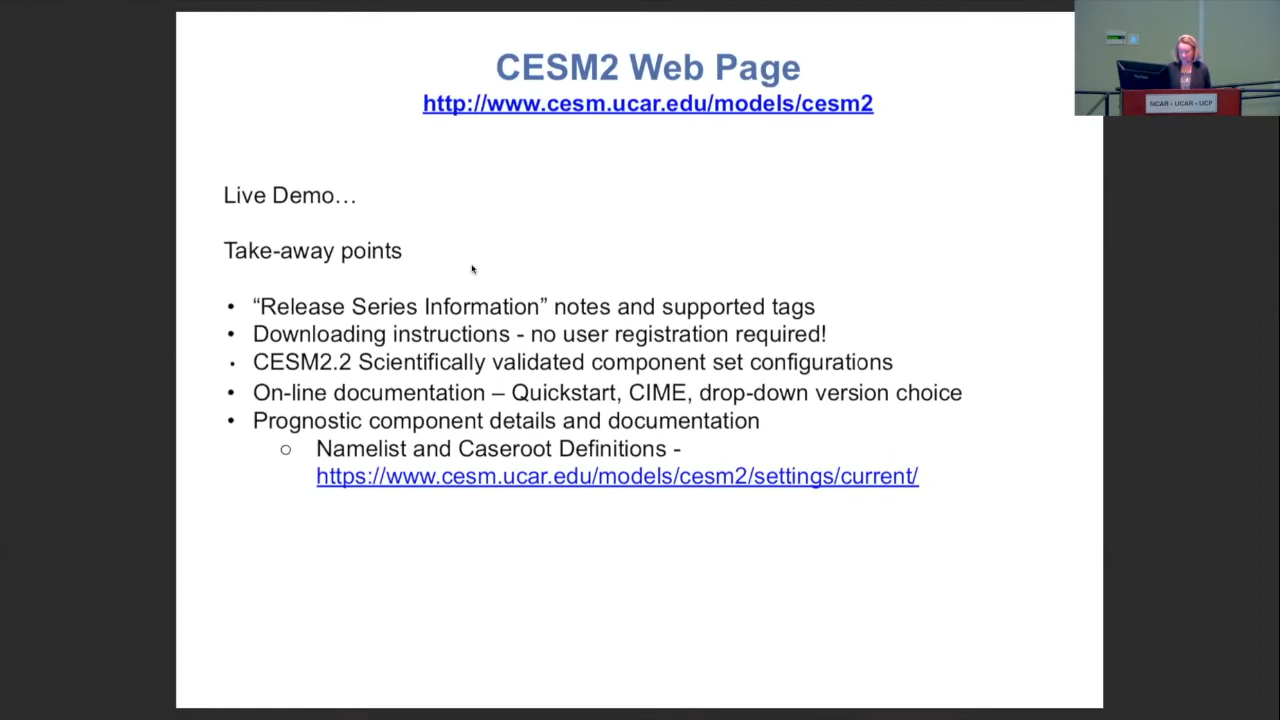 CESM2 Web Page
http://www.cesm.ucar.edu/models/cesm2
NCAR • UCAR • UCP
Live Demo…
Take-away points
• “Release Series Information” notes and supported tags
• Downloading instructions - no user registration required!
• CESM2.2 Scientifically validated component set configurations
• On-line documentation – Quickstart, CIME, drop-down version choice
• Prognostic component details and documentation
○ Namelist and Caseroot Definitions -
https://www.cesm.ucar.edu/models/cesm2/settings/current/